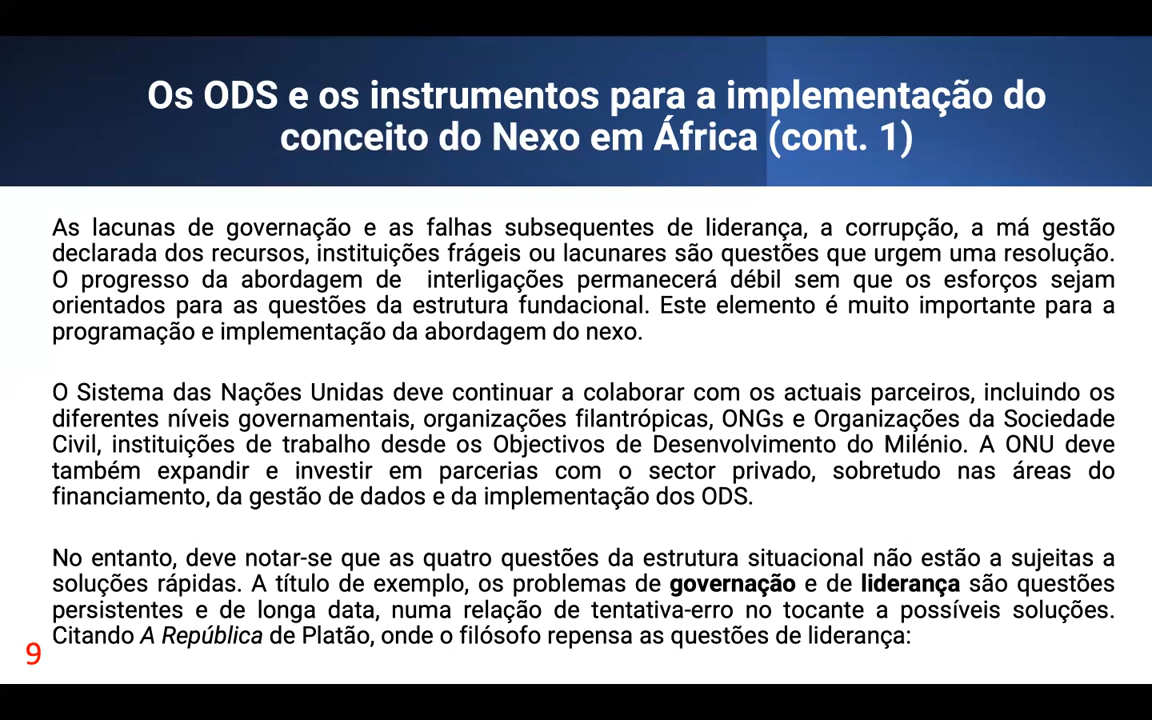 Os ODS e os instrumentos para a implementação do
conceito do Nexo em África (cont. 1)
As lacunas de governação e as falhas subsequentes de liderança, a corrupção, a má gestão
declarada dos recursos, instituições frágeis ou lacunares são questões que urgem uma resolução.
O progresso da abordagem de interligações permanecerá débil sem que os esforços sejam
orientados para as questões da estrutura fundacional. Este elemento é muito importante para a
programação e implementação da abordagem do nexo.
O Sistema das Nações Unidas deve continuar a colaborar com os actuais parceiros, incluindo os
diferentes níveis governamentais, organizações filantrópicas, ONGs e Organizações da Sociedade
Civil, instituições de trabalho desde os Objectivos de Desenvolvimento do Milénio. A ONU deve
também expandir e investir em parcerias com o sector privado, sobretudo nas áreas do
financiamento, da gestão de dados e da implementação dos ODS.
No entanto, deve notar-se que as quatro questões da estrutura situacional não estão a sujeitas a
soluções rápidas. A título de exemplo, os problemas de governação e de liderança são questões
persistentes e de longa data, numa relação de tentativa-erro no tocante a possíveis soluções.
Citando A República de Platão, onde o filósofo repensa as questões de liderança:
9